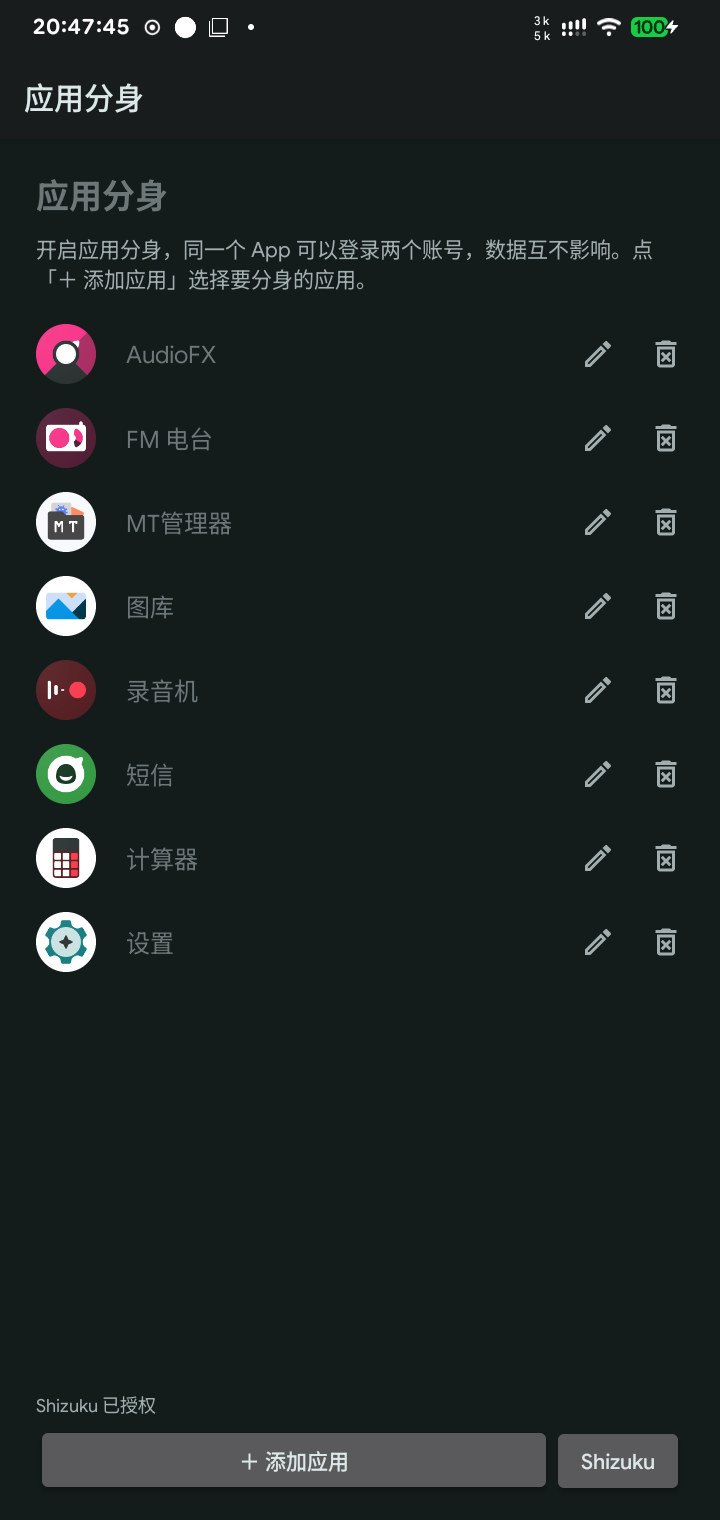 20:47:45
3 k
5 k
100
应用分身
应用分身
开启应用分身，同一个 App 可以登录两个账号，数据互不影响。点
「＋ 添加应用」选择要分身的应用。
AudioFX
FM 电台
MT
MT管理器
图库
录音机
短信
计算器
设置
Shizuku 已授权
＋ 添加应用
Shizuku